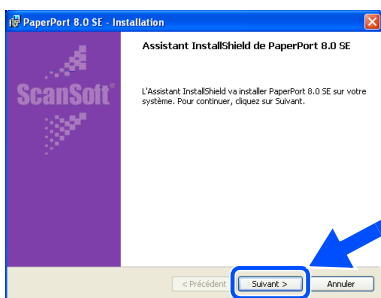 PaperPort 8.0 SE - Installation
Assistant InstallShield de PaperPort 8.0 SE
ScanSoft®
L'Assistant InstallShield va installer PaperPort 8.0 SE sur votre
système. Pour continuer, cliquez sur Suivant.
< Précédent
Suivant >
Annuler